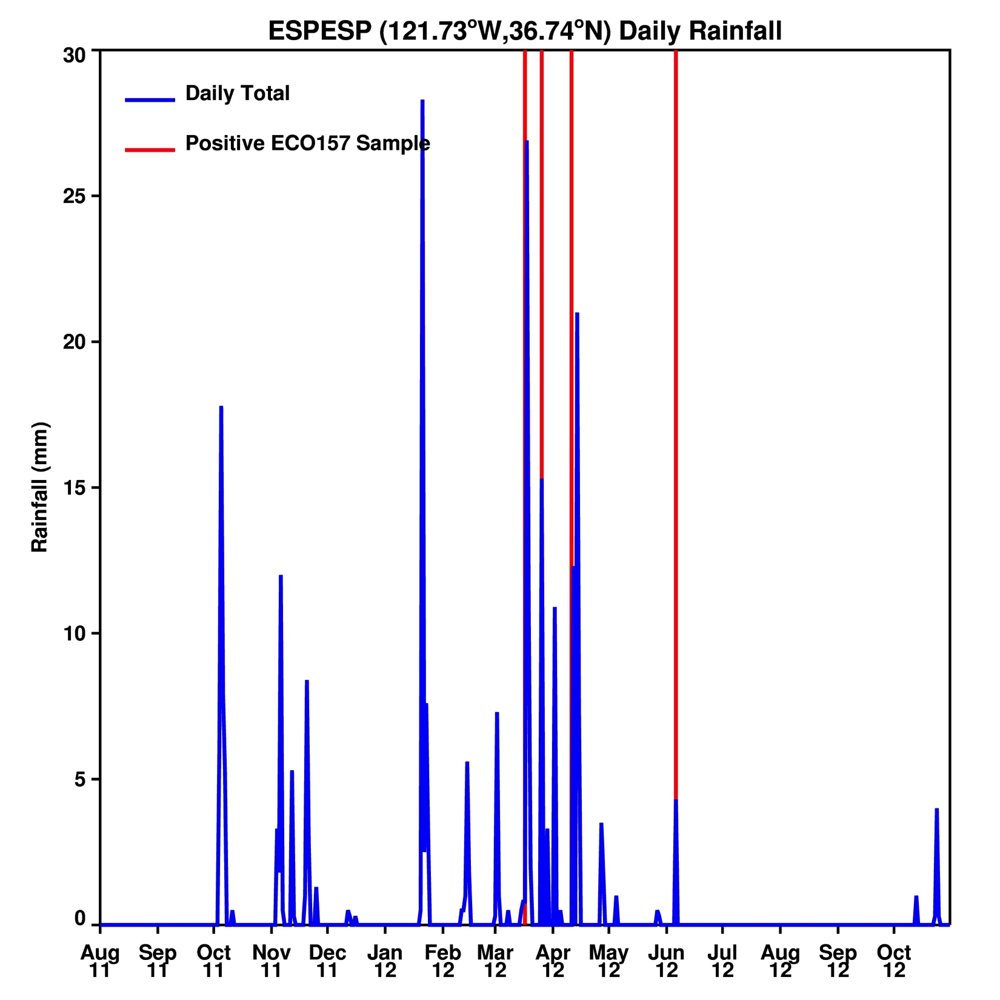 ESPESP (121.73°W,36.74°N) Daily Rainfall
30
Daily Total
Positive ECO157 Sample
25
20
15
10
5
0
Rainfall (mm)
Aug Sep Oct Nov Dec Jan Feb Mar Apr May Jun Jul Aug Sep Oct
11 11 11 11 11 12 12 12 12 12 12 12 12 12 12